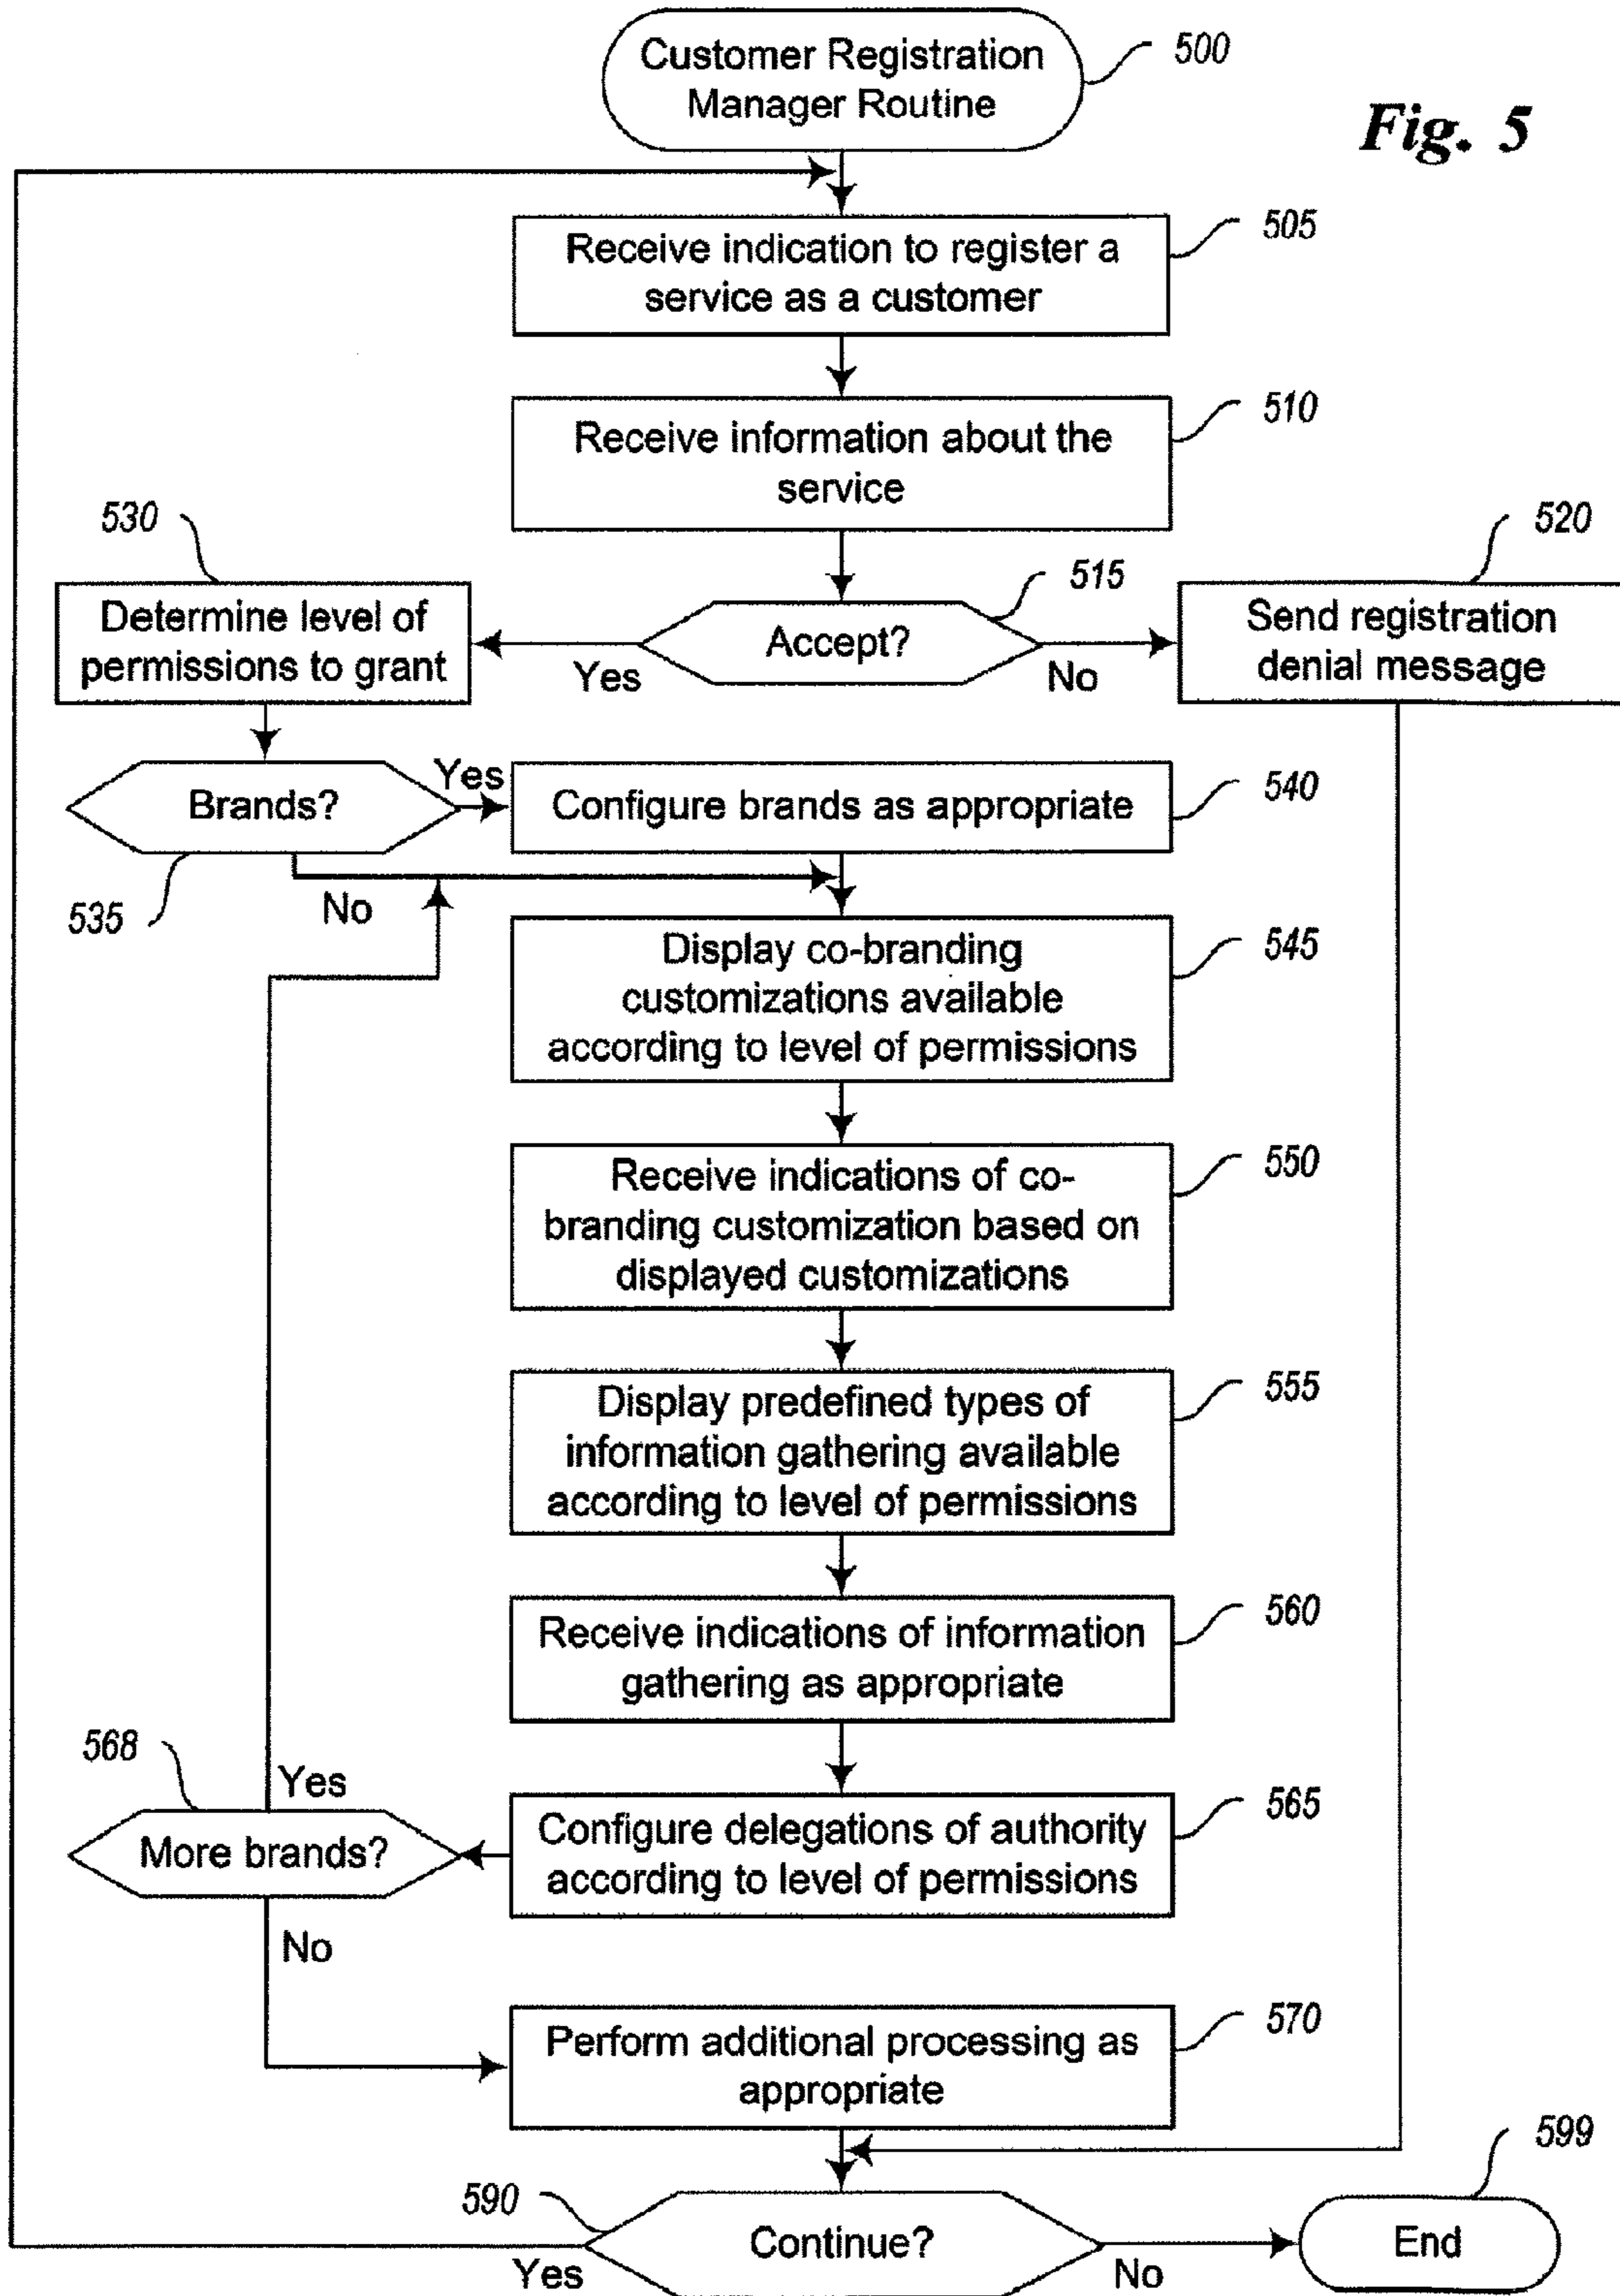 Customer Registration
Manager Routine
500
Fig. 5
Receive indication to register a
service as a customer
505
Receive information about the
service
510
530
Determine level of
permissions to grant
Accept?
515
Yes
No
520
Send registration
denial message
Brands?
535
Yes
No
Configure brands as appropriate
540
Display co-branding
customizations available
according to level of permissions
545
Receive indications of co-
branding customization based on
displayed customizations
550
Display predefined types of
information gathering available
according to level of permissions
555
Receive indications of information
gathering as appropriate
560
Configure delegations of authority
according to level of permissions
565
568
Yes
More brands?
No
Perform additional processing as
appropriate
570
590
Continue?
Yes
No
599
End